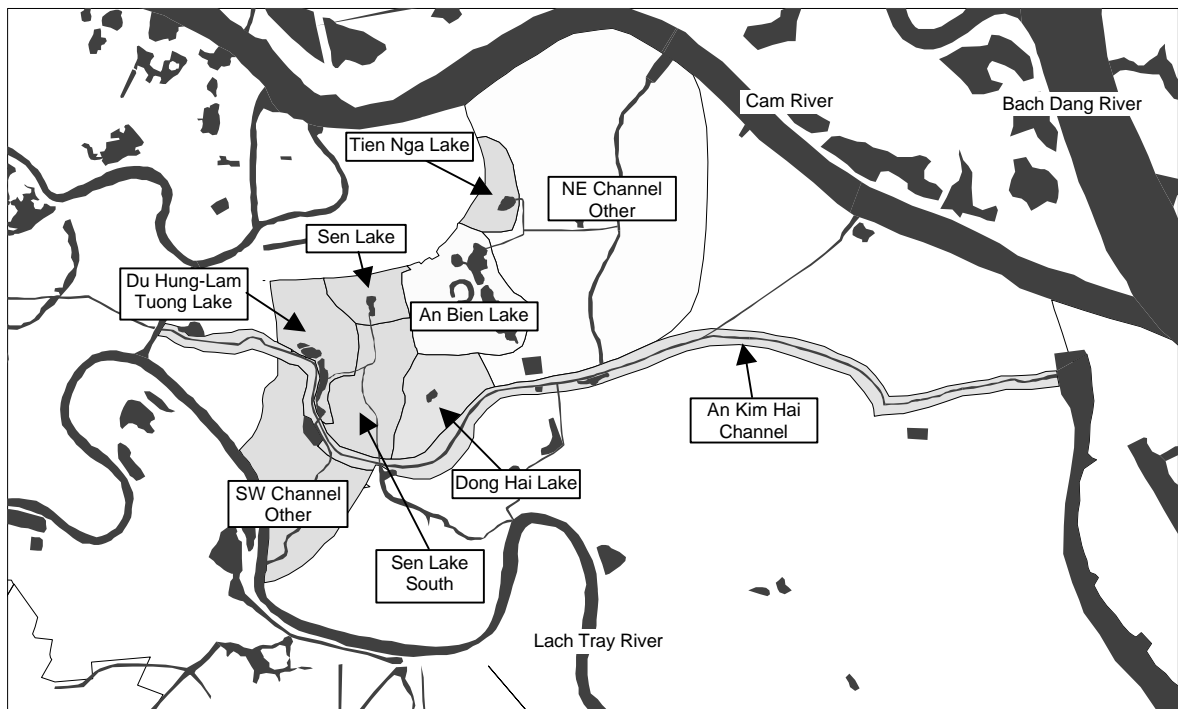 Cam River
Bach Dang River
Tien Nga Lake
NE Channel
Other
Sen Lake
Du Hung-Lam
Tuong Lake
An Bien Lake
An Kim Hai
Channel
Dong Hai Lake
SW Channel
Other
Sen Lake
South
Lach Tray River